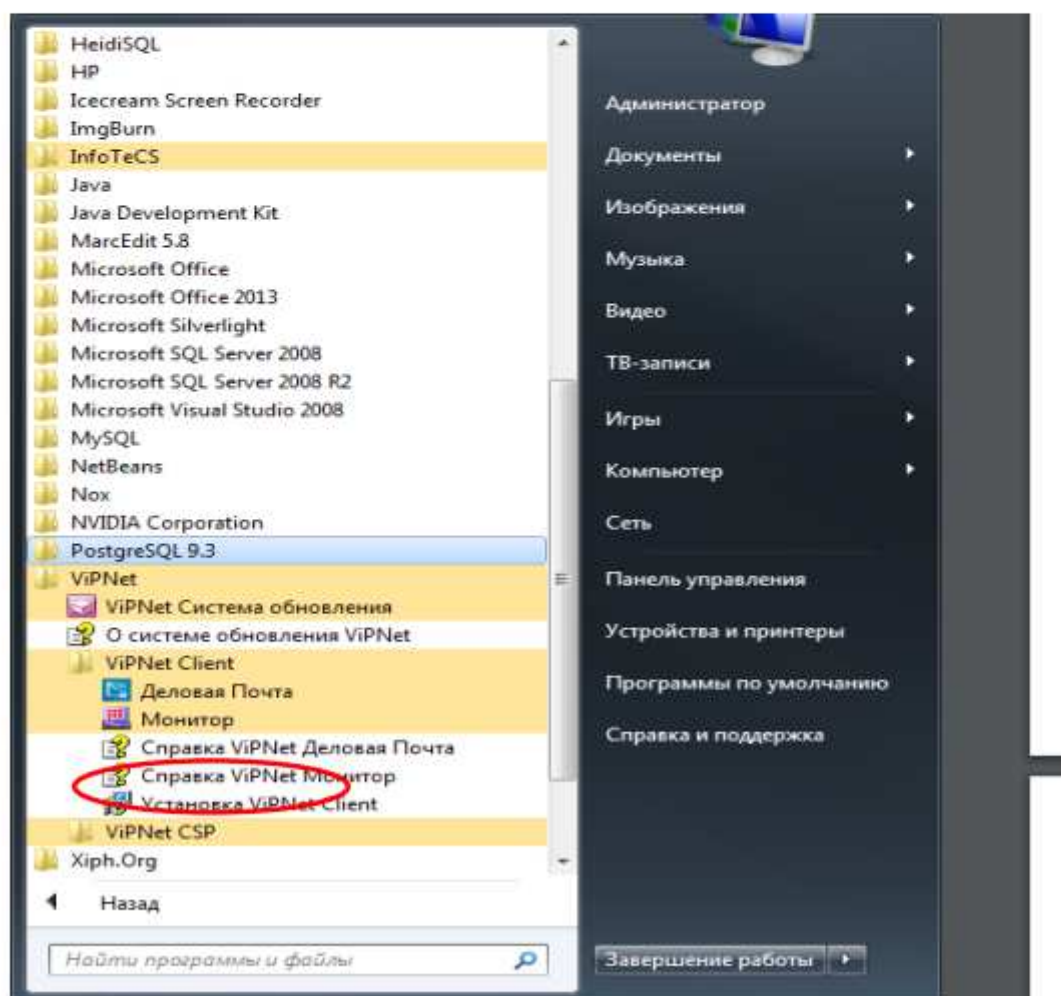 HeidiSQL
HP
Icecream Screen Recorder
ImgBurn
InfoTeCS
Java
Java Development Kit
MarcEdit 5.8
Microsoft Office
Microsoft Office 2013
Microsoft Silverlight
Microsoft SQL Server 2008
Microsoft SQL Server 2008 R2
Microsoft Visual Studio 2008
MySQL
NetBeans
Nox
NVIDIA Corporation
PostgreSQL 9.3
ViPNet
ViPNet Система обновления
О системе обновления ViPNet
ViPNet Client
Деловая Почта
Монитор
Справка ViPNet Деловая Почта
Справка ViPNet Монитор
Установка ViPNet Client
ViPNet CSP
Xiph.Org
Назад
Найти программы и файлы
Администратор
Документы
Изображения
Музыка
Видео
ТВ-записи
Игры
Компьютер
Сеть
Панель управления
Устройства и принтеры
Программы по умолчанию
Справка и поддержка
Завершение работы